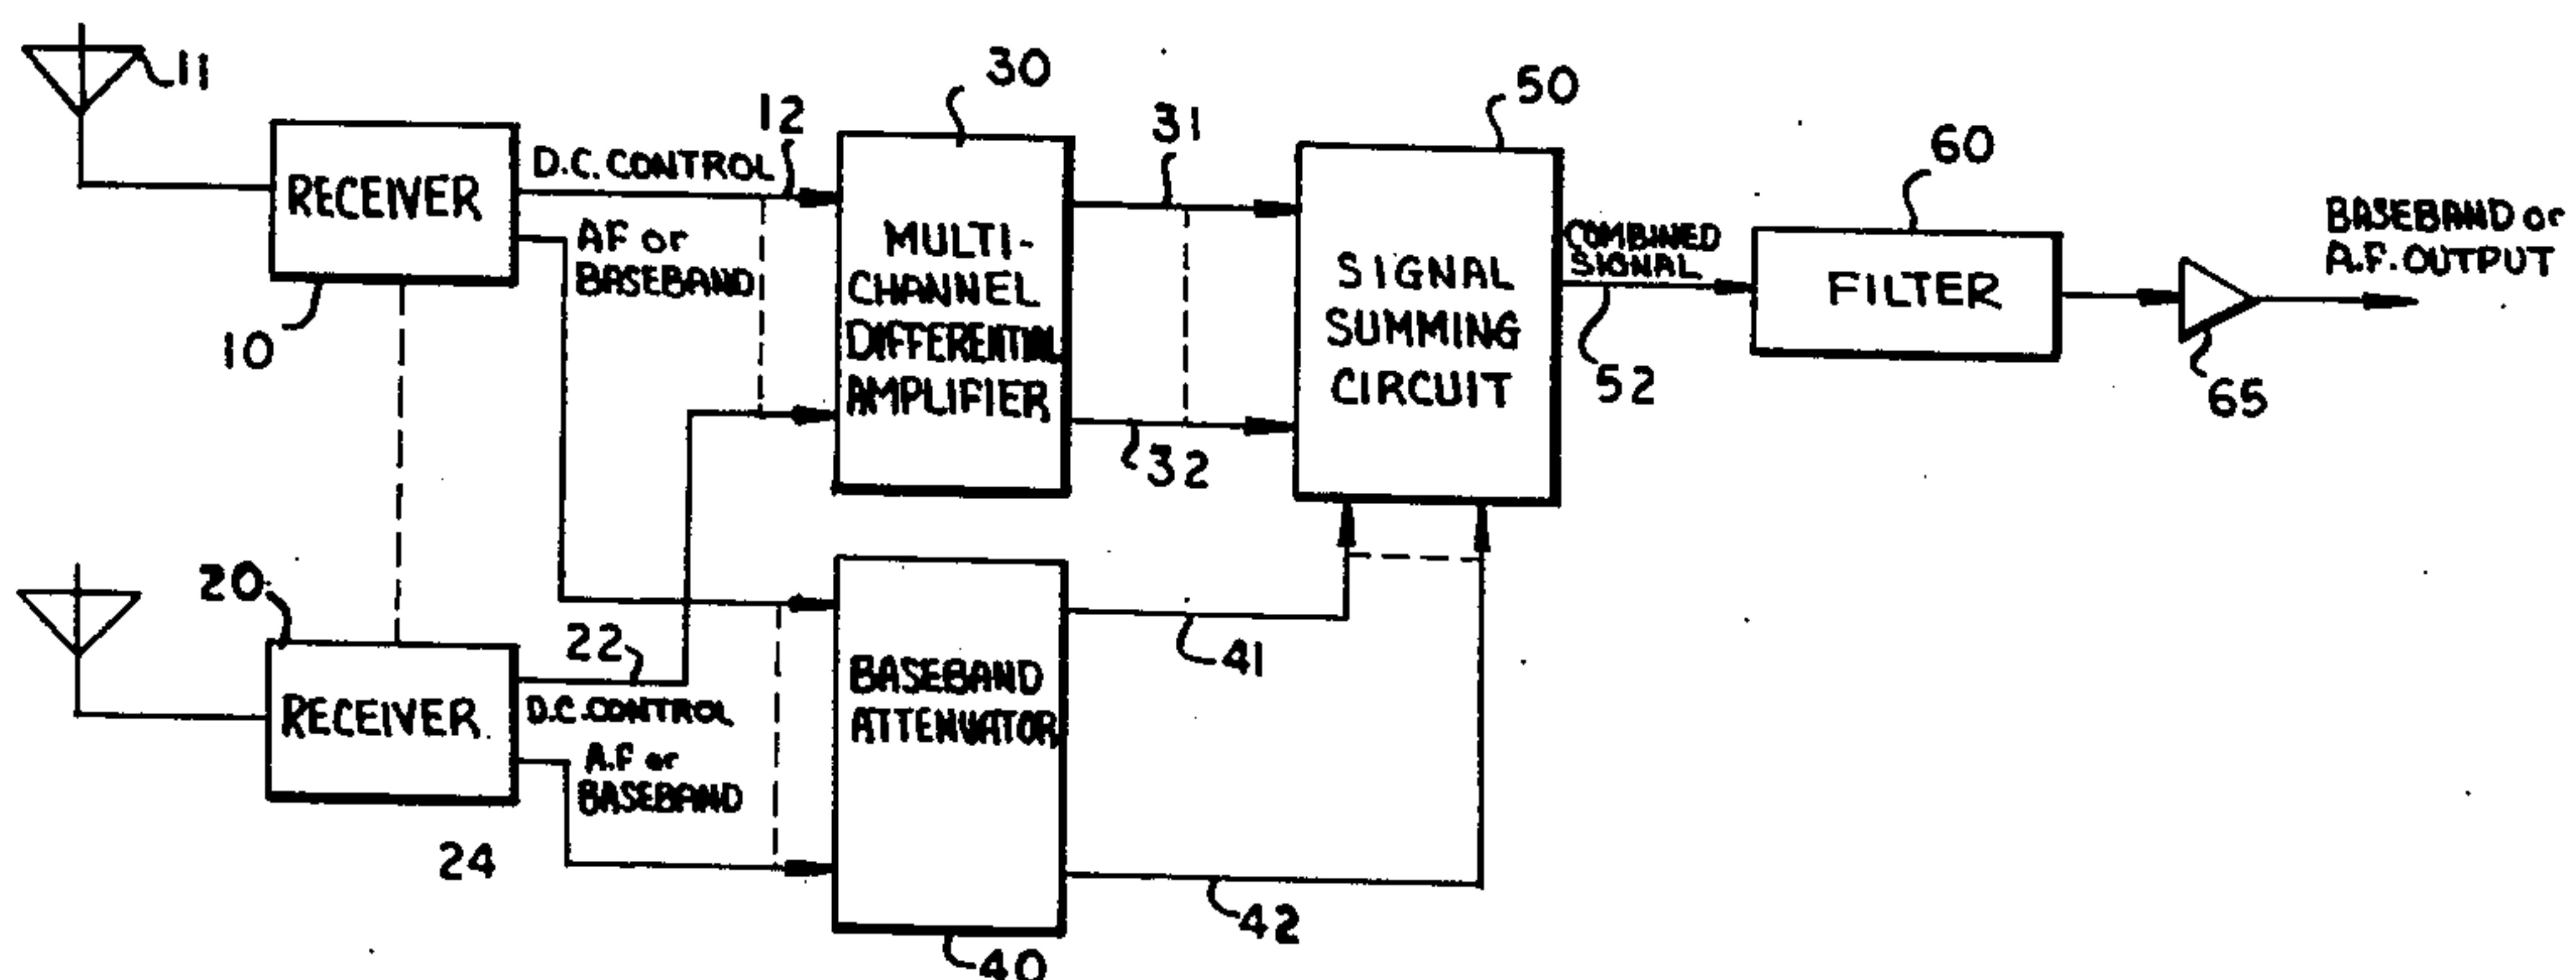 11
30
50
12
31
60
D.C. CONTROL
RECEIVER
AF or
BASEBAND
10
MULTI-
CHANNEL
DIFFERENTIAL
AMPLIFIER
32
SIGNAL
SUMMING
CIRCUIT
COMBINED
SIGNAL
52
FILTER
65
BASEBAND or
A.F. OUTPUT
20
RECEIVER
22
D.C. CONTROL
A.F or
BASEBAND
24
BASEBAND
ATTENUATOR
41
42
40